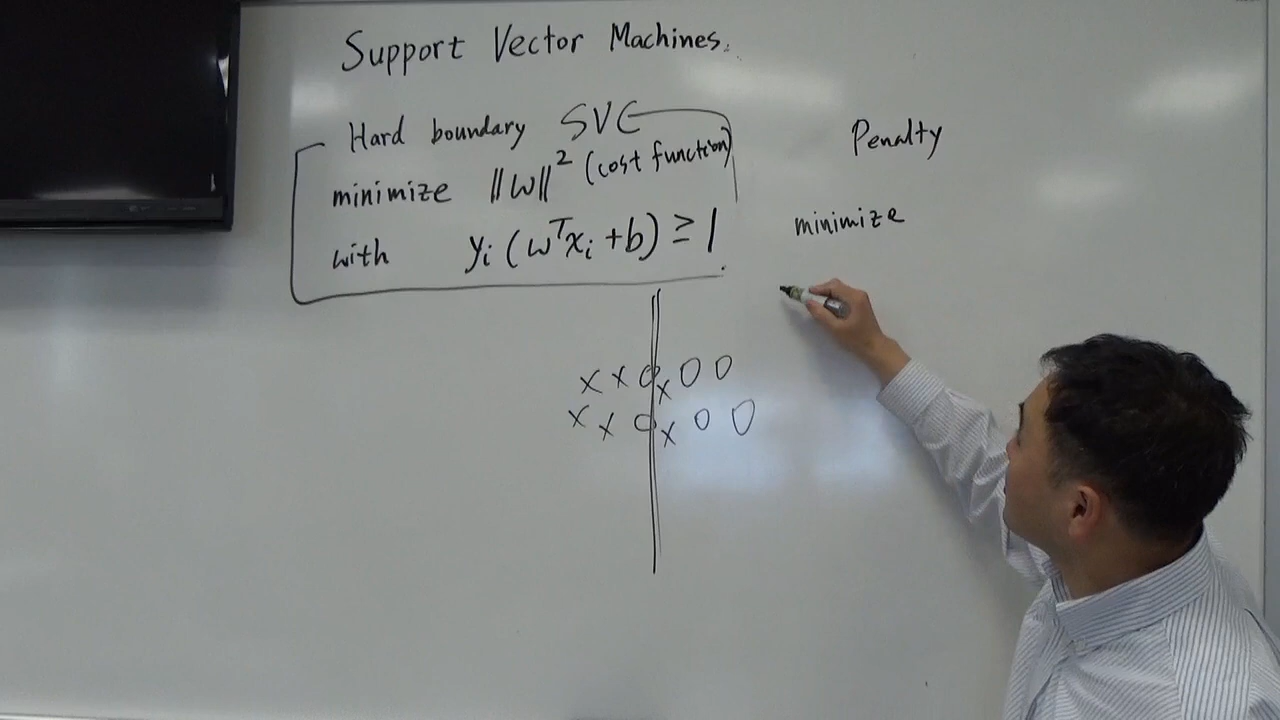 Support Vector Machines.
Hard boundary SVC
minimize ||w||² (cost function)
with yᵢ (wᵀxᵢ + b) ≥ 1
Penalty
minimize
x x o x o o
x x o x o o